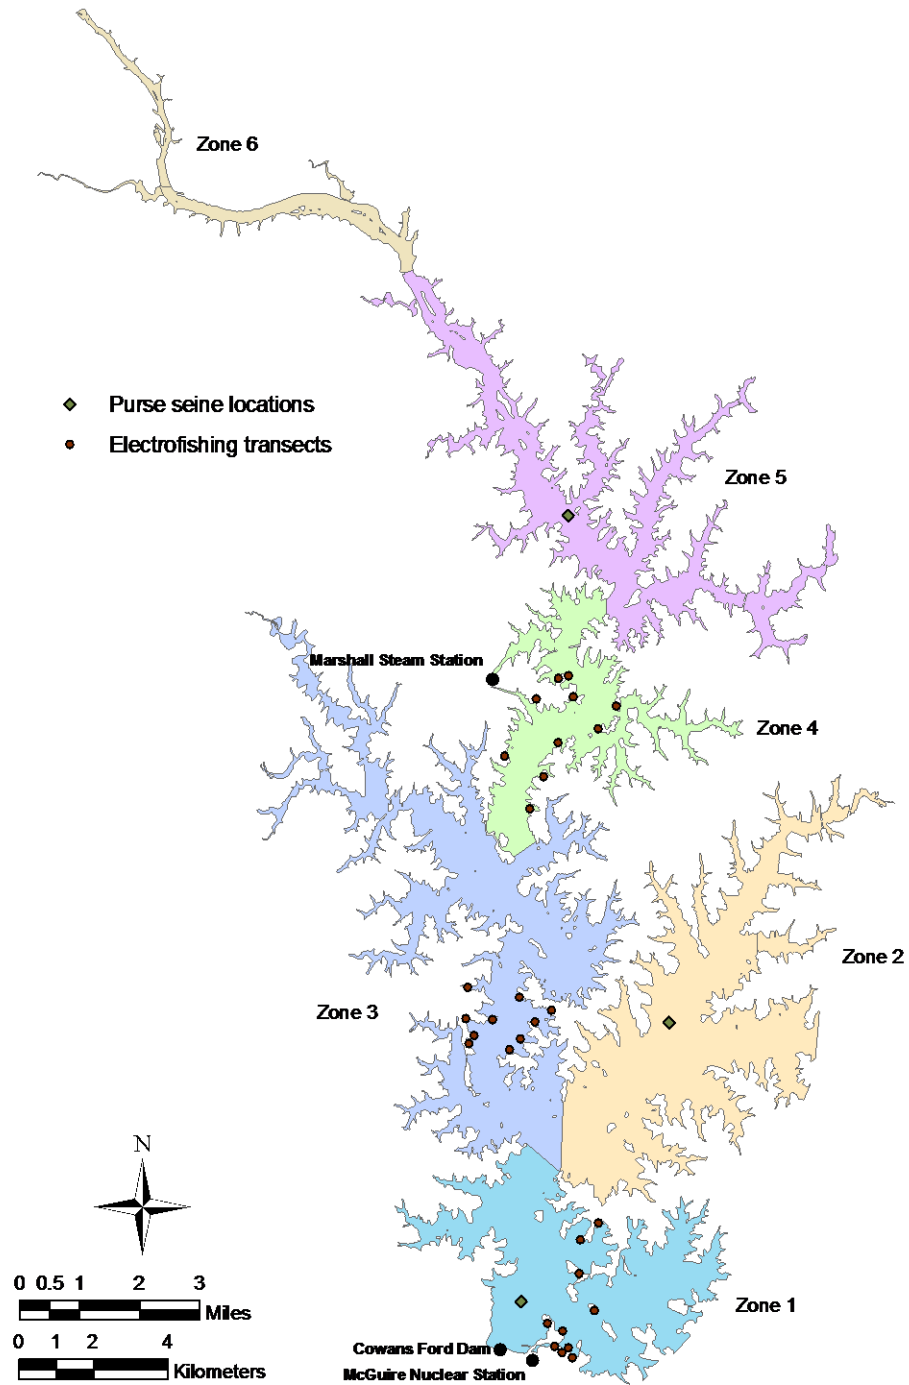 Zone 6
Purse seine locations
Electrofishing transects
Zone 5
Marshall Steam Station
Zone 4
Zone 2
Zone 3
N
0 0.5 1 2 3
Miles
Zone 1
0 1 2 4
Kilometers
Cowans Ford Dam
McGuire Nuclear Station